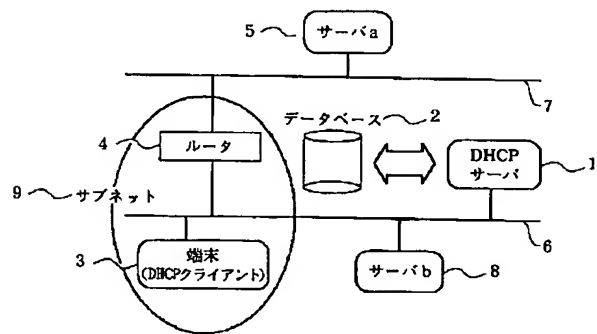 5
サーバa
7
データベース
2
4
ルータ
DHCP
サーバ
1
9
サブネット
6
3
端末
(DHCPクライアント)
サーバb
8